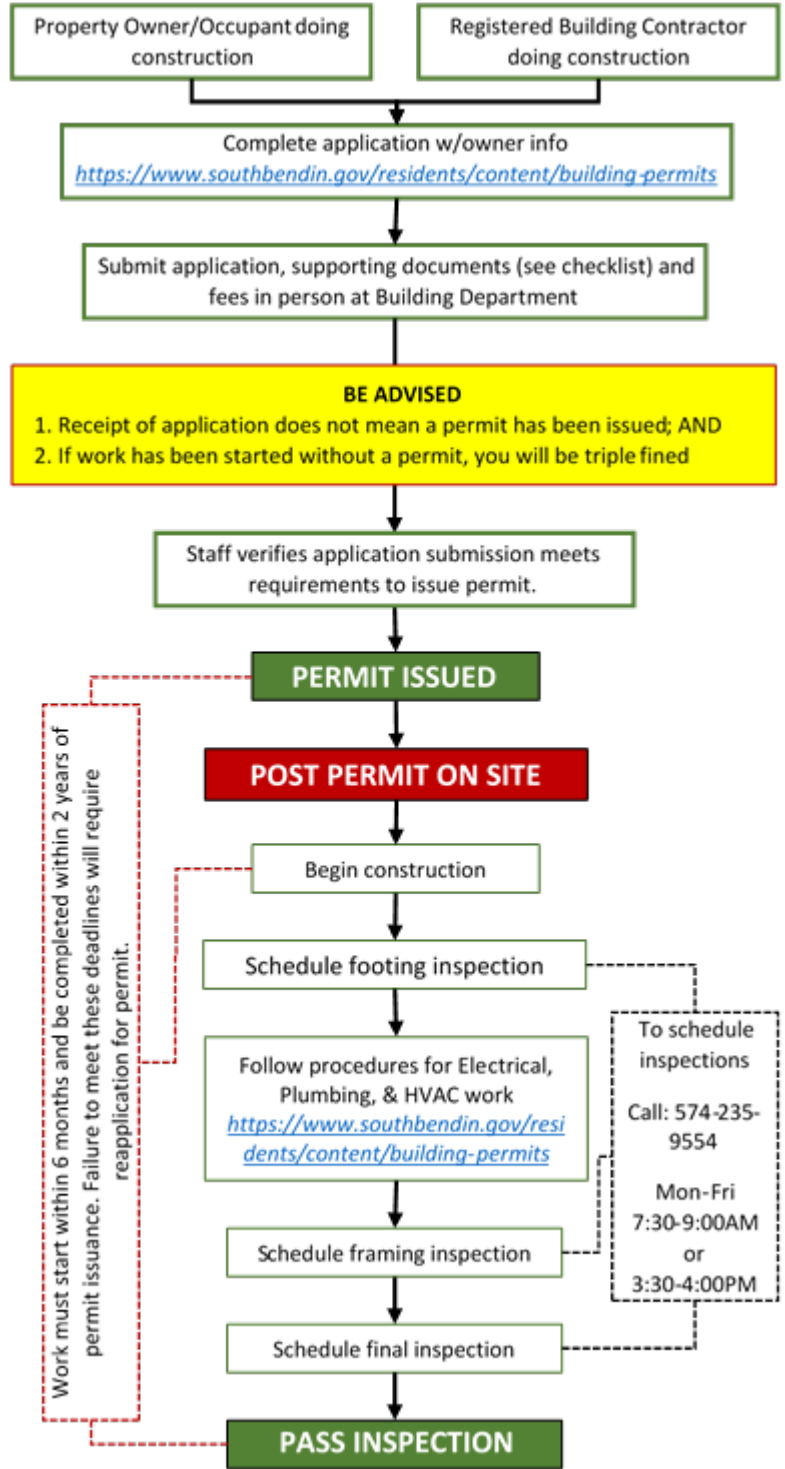 Property Owner/Occupant doing
construction
Registered Building Contractor
doing construction
Complete application w/owner info
https://www.southbendin.gov/residents/content/building-permits
Submit application, supporting documents (see checklist) and
fees in person at Building Department
BE ADVISED
1. Receipt of application does not mean a permit has been issued; AND
2. If work has been started without a permit, you will be triple fined
Staff verifies application submission meets
requirements to issue permit.
PERMIT ISSUED
POST PERMIT ON SITE
Begin construction
Schedule footing inspection
Follow procedures for Electrical,
Plumbing, & HVAC work
https://www.southbendin.gov/resi
dents/content/building-permits
Schedule framing inspection
Schedule final inspection
PASS INSPECTION
Work must start within 6 months and be completed within 2 years of
permit issuance. Failure to meet these deadlines will require
reapplication for permit.
To schedule
inspections
Call: 574-235-
9554
Mon-Fri
7:30-9:00AM
or
3:30-4:00PM